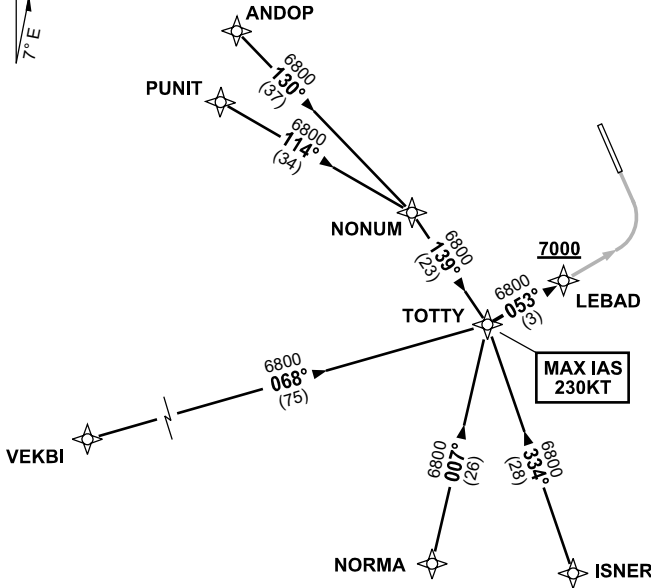 7° E
ANDOP
6800
130°
(37)
PUNIT
6800
114°
(34)
NONUM
6800
139°
(23)
7000
6800
053°
(3)
LEBAD
TOTTY
MAX IAS
230KT
6800
068°
(75)
VEKBI
6800
007°
(26)
6800
334°
(28)
NORMA
ISNER